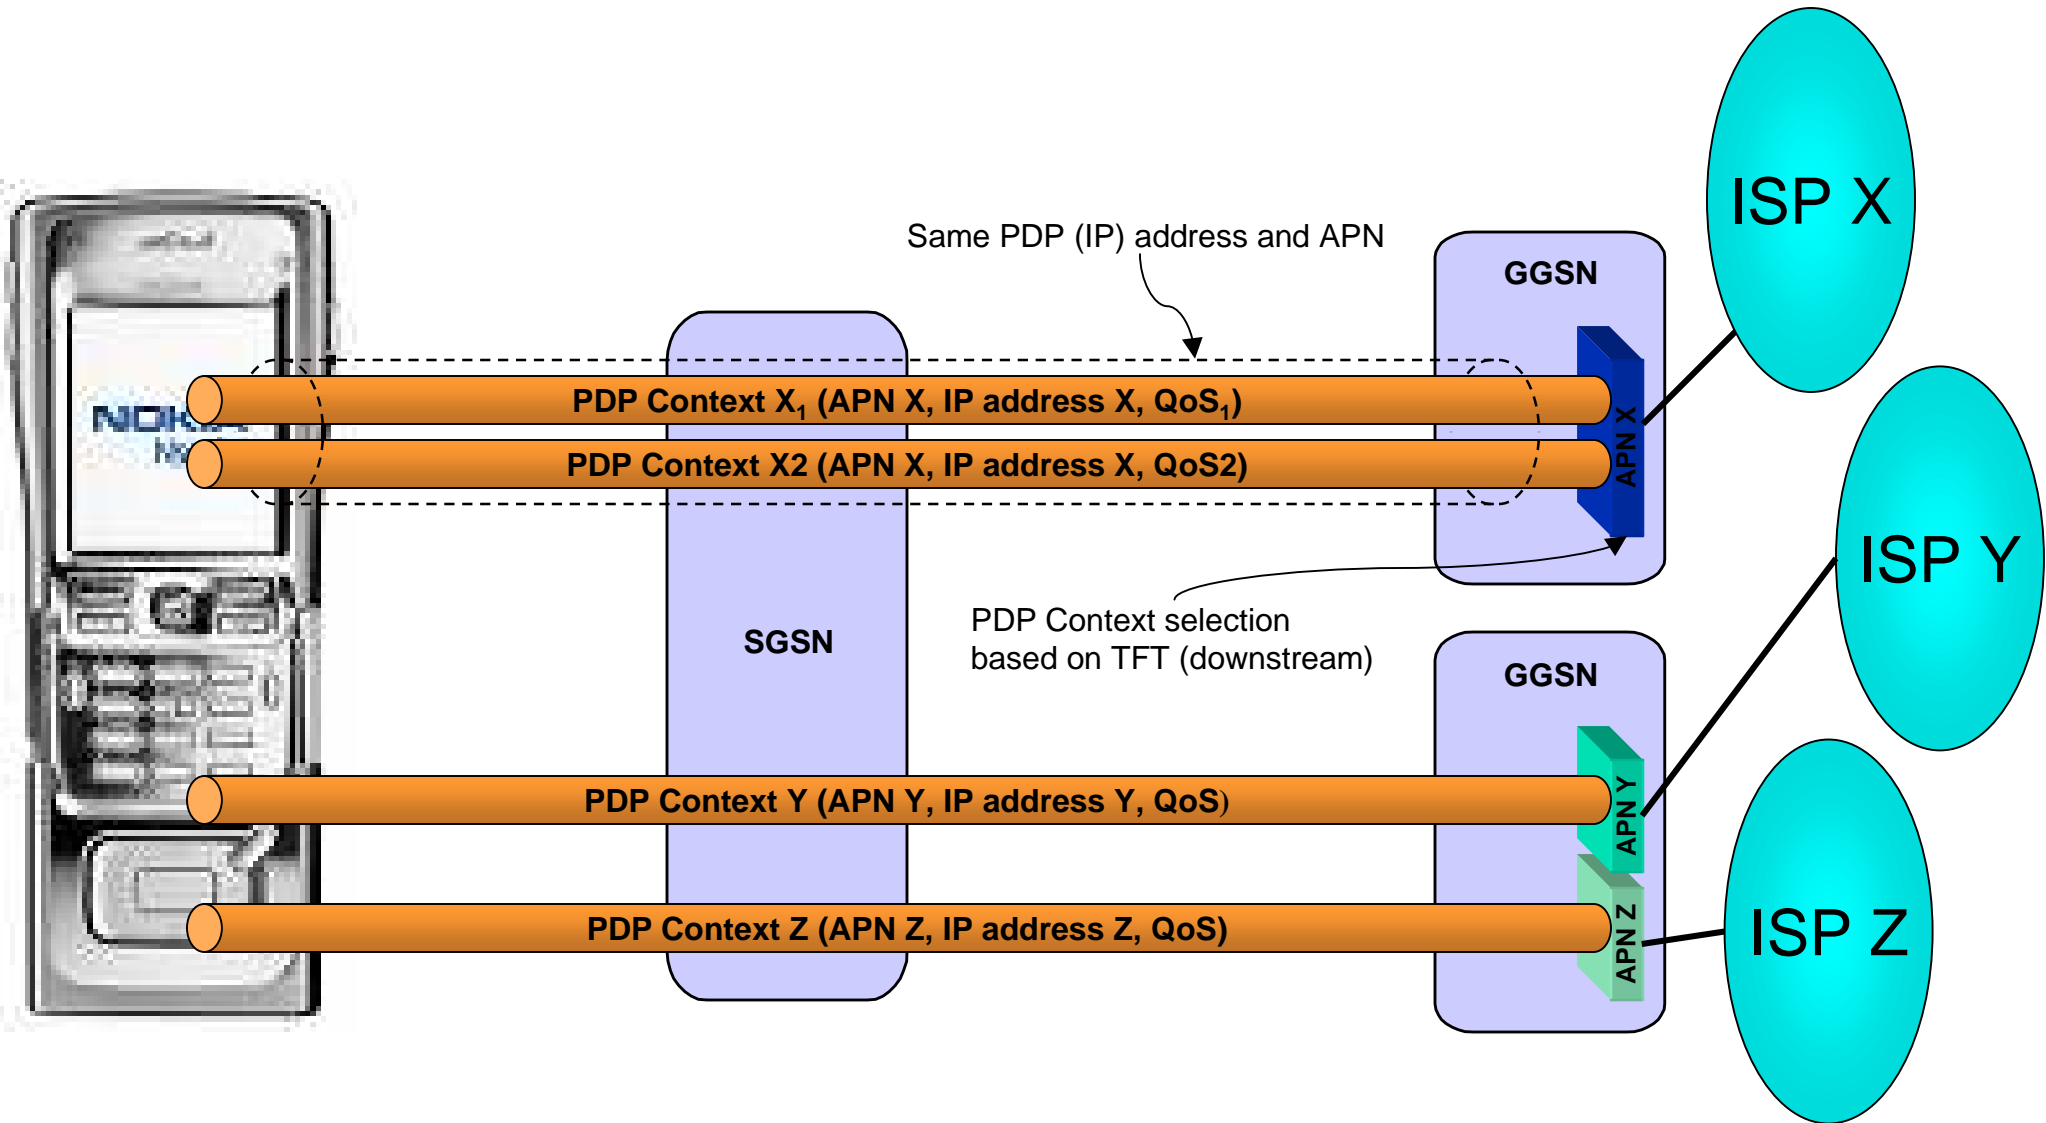 ISP X
Same PDP (IP) address and APN
GGSN
PDP Context X₁ (APN X, IP address X, QoS₁)
APN X
PDP Context X2 (APN X, IP address X, QoS2)
ISP Y
PDP Context selection
based on TFT (downstream)
SGSN
GGSN
PDP Context Y (APN Y, IP address Y, QoS)
APN Y
PDP Context Z (APN Z, IP address Z, QoS)
APN Z
ISP Z